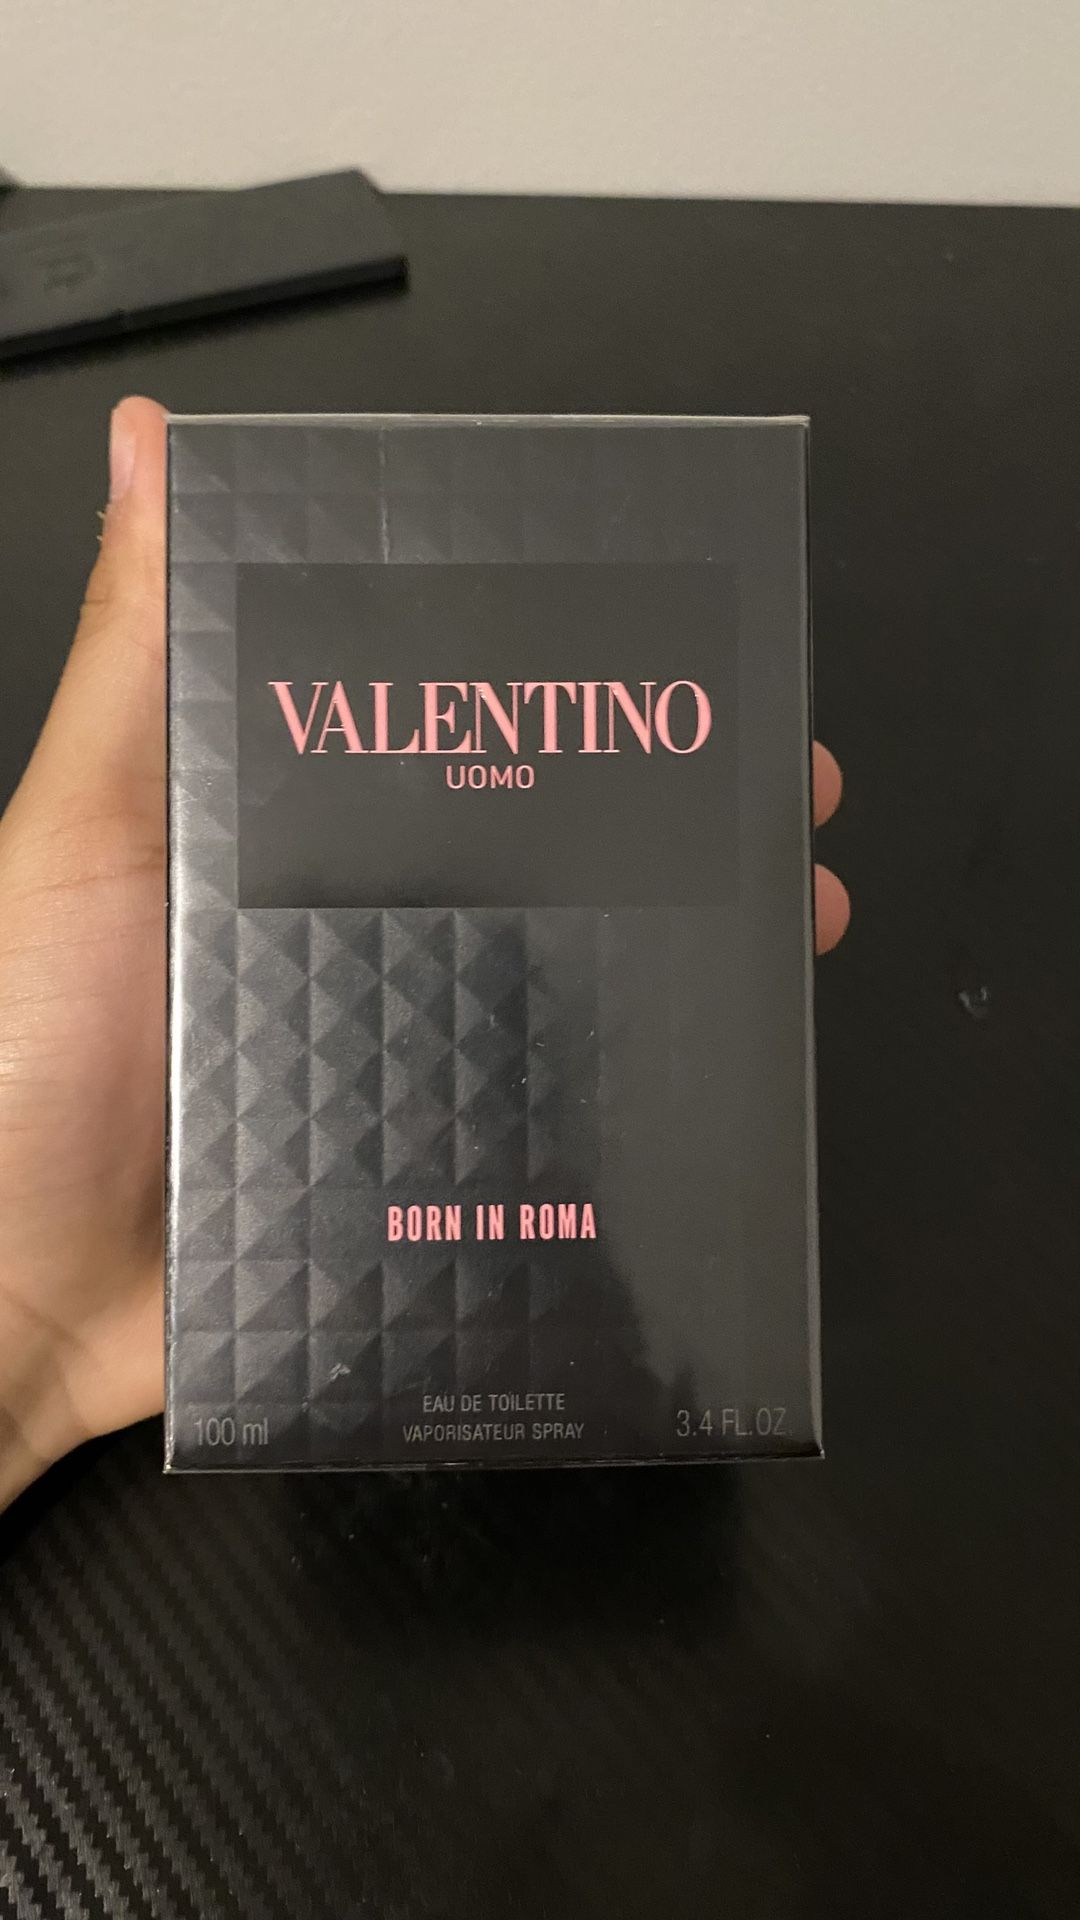 VALENTINO
UOMO
BORN IN ROMA
EAU DE TOILETTE
VAPORISATEUR SPRAY
100 ml
3.4 FL.OZ.